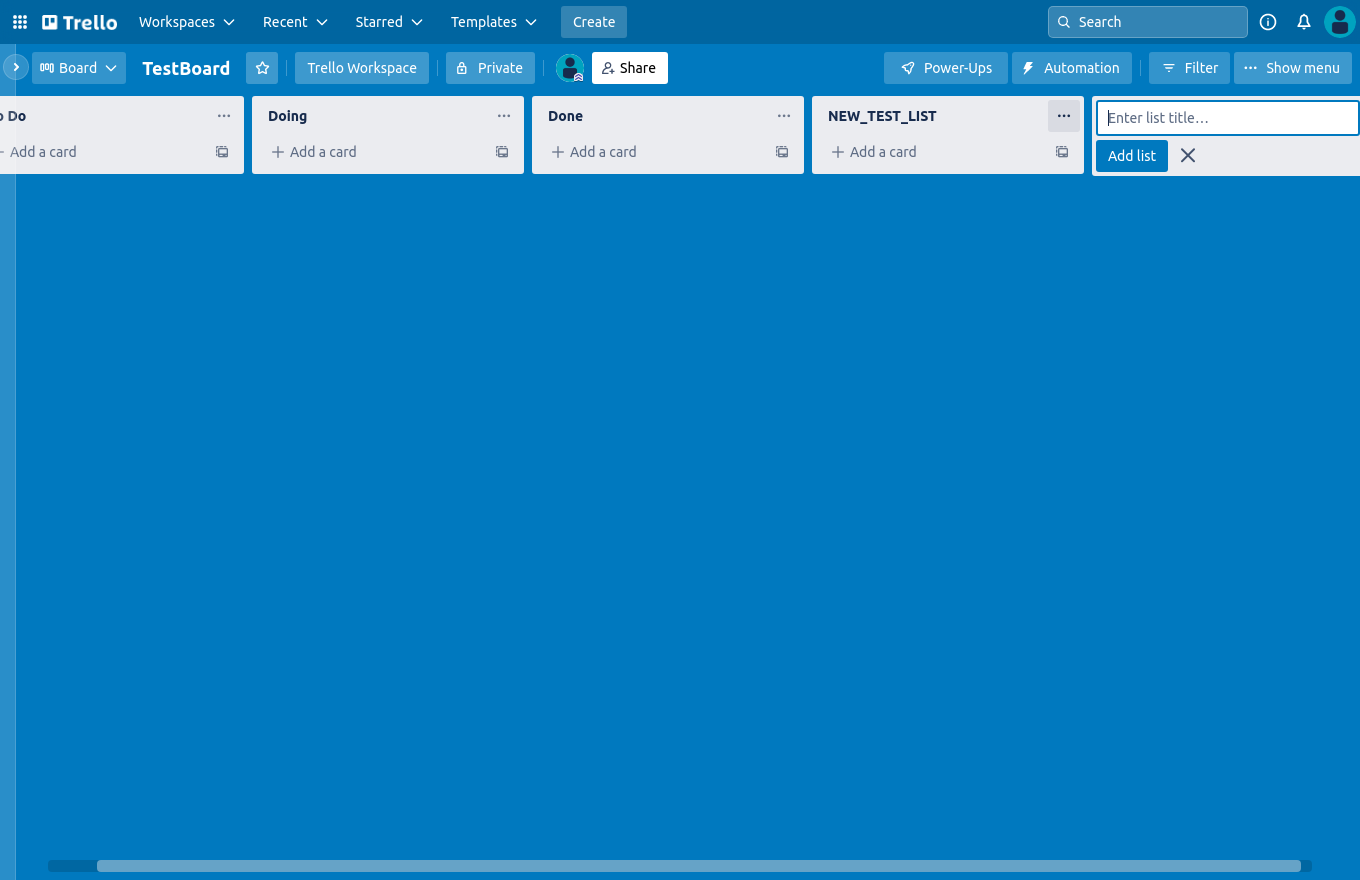 Trello
Workspaces
Recent
Starred
Templates
Create
Search
Board
TestBoard
Trello Workspace
Private
Share
Power-Ups
Automation
Filter
Show menu
o Do
Add a card
Doing
Add a card
Done
Add a card
NEW_TEST_LIST
Add a card
Enter list title…
Add list